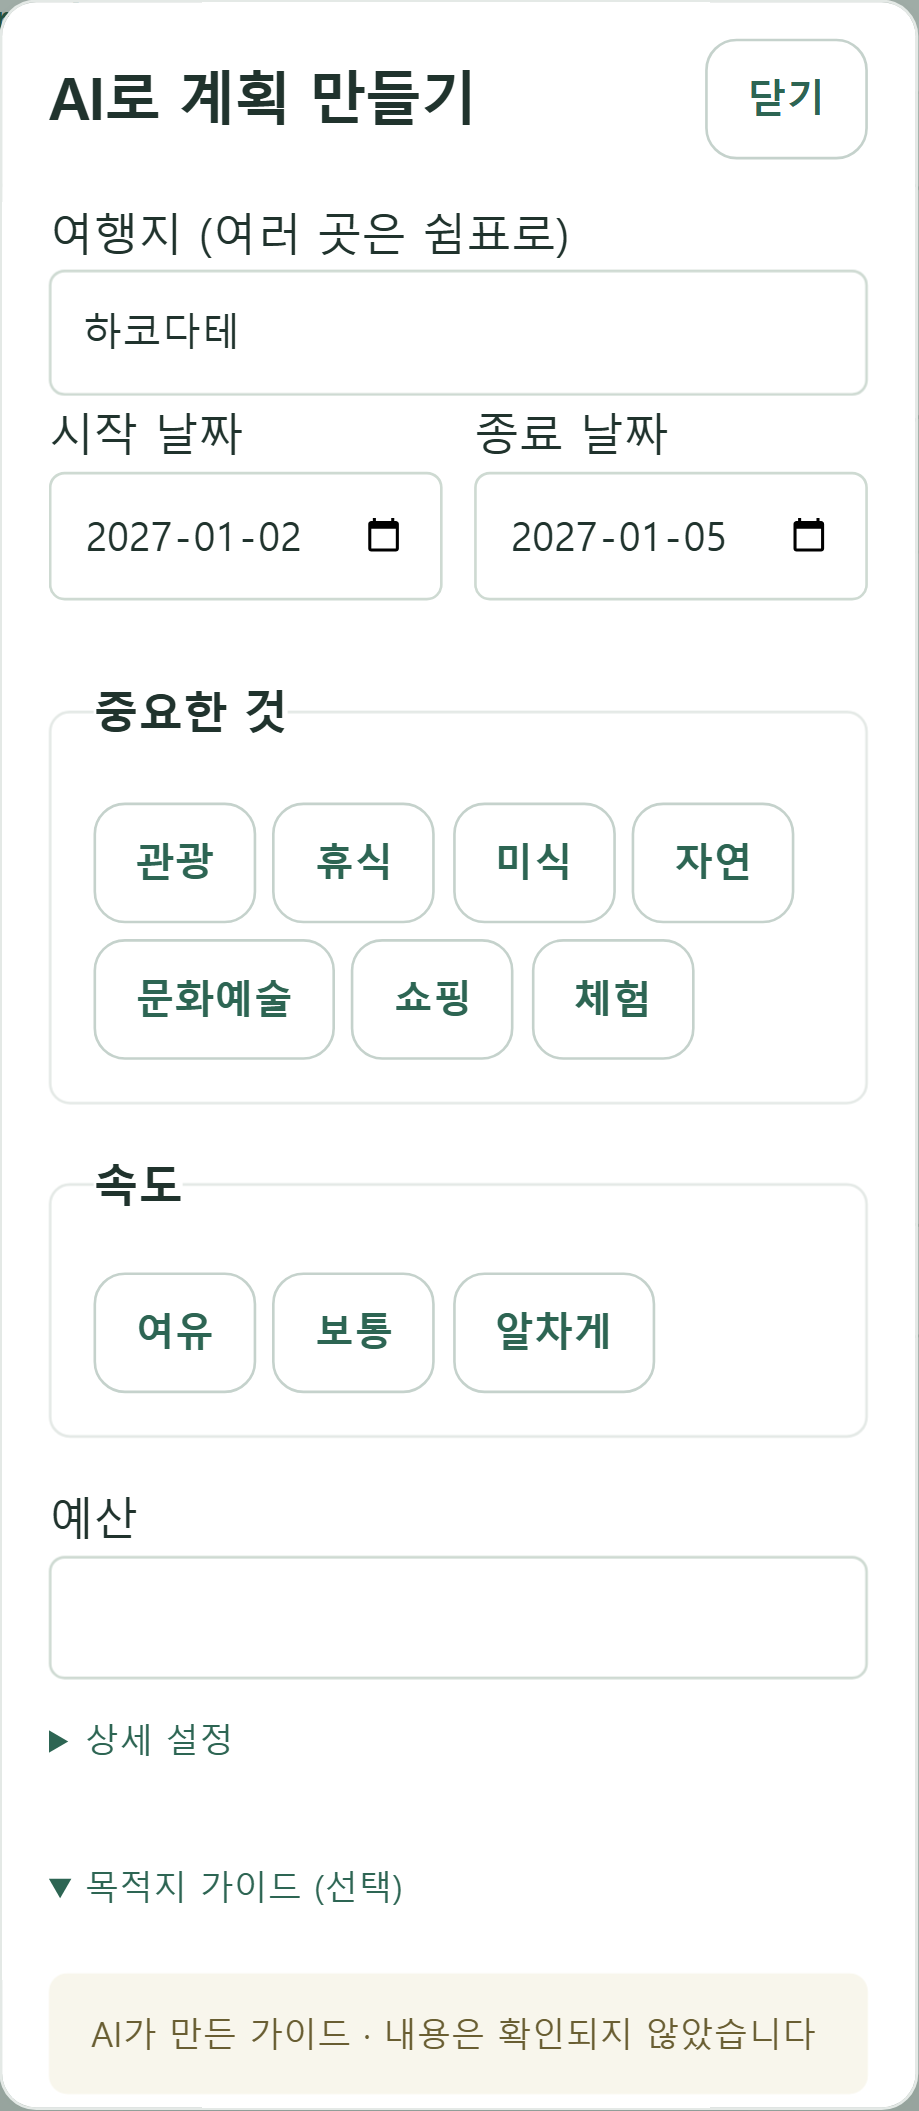 AI로 계획 만들기
닫기
여행지 (여러 곳은 쉼표로)
하코다테
시작 날짜
종료 날짜
2027-01-02
2027-01-05
중요한 것
관광
휴식
미식
자연
문화예술
쇼핑
체험
속도
여유
보통
알차게
예산
▶ 상세 설정
▼ 목적지 가이드 (선택)
AI가 만든 가이드 · 내용은 확인되지 않았습니다